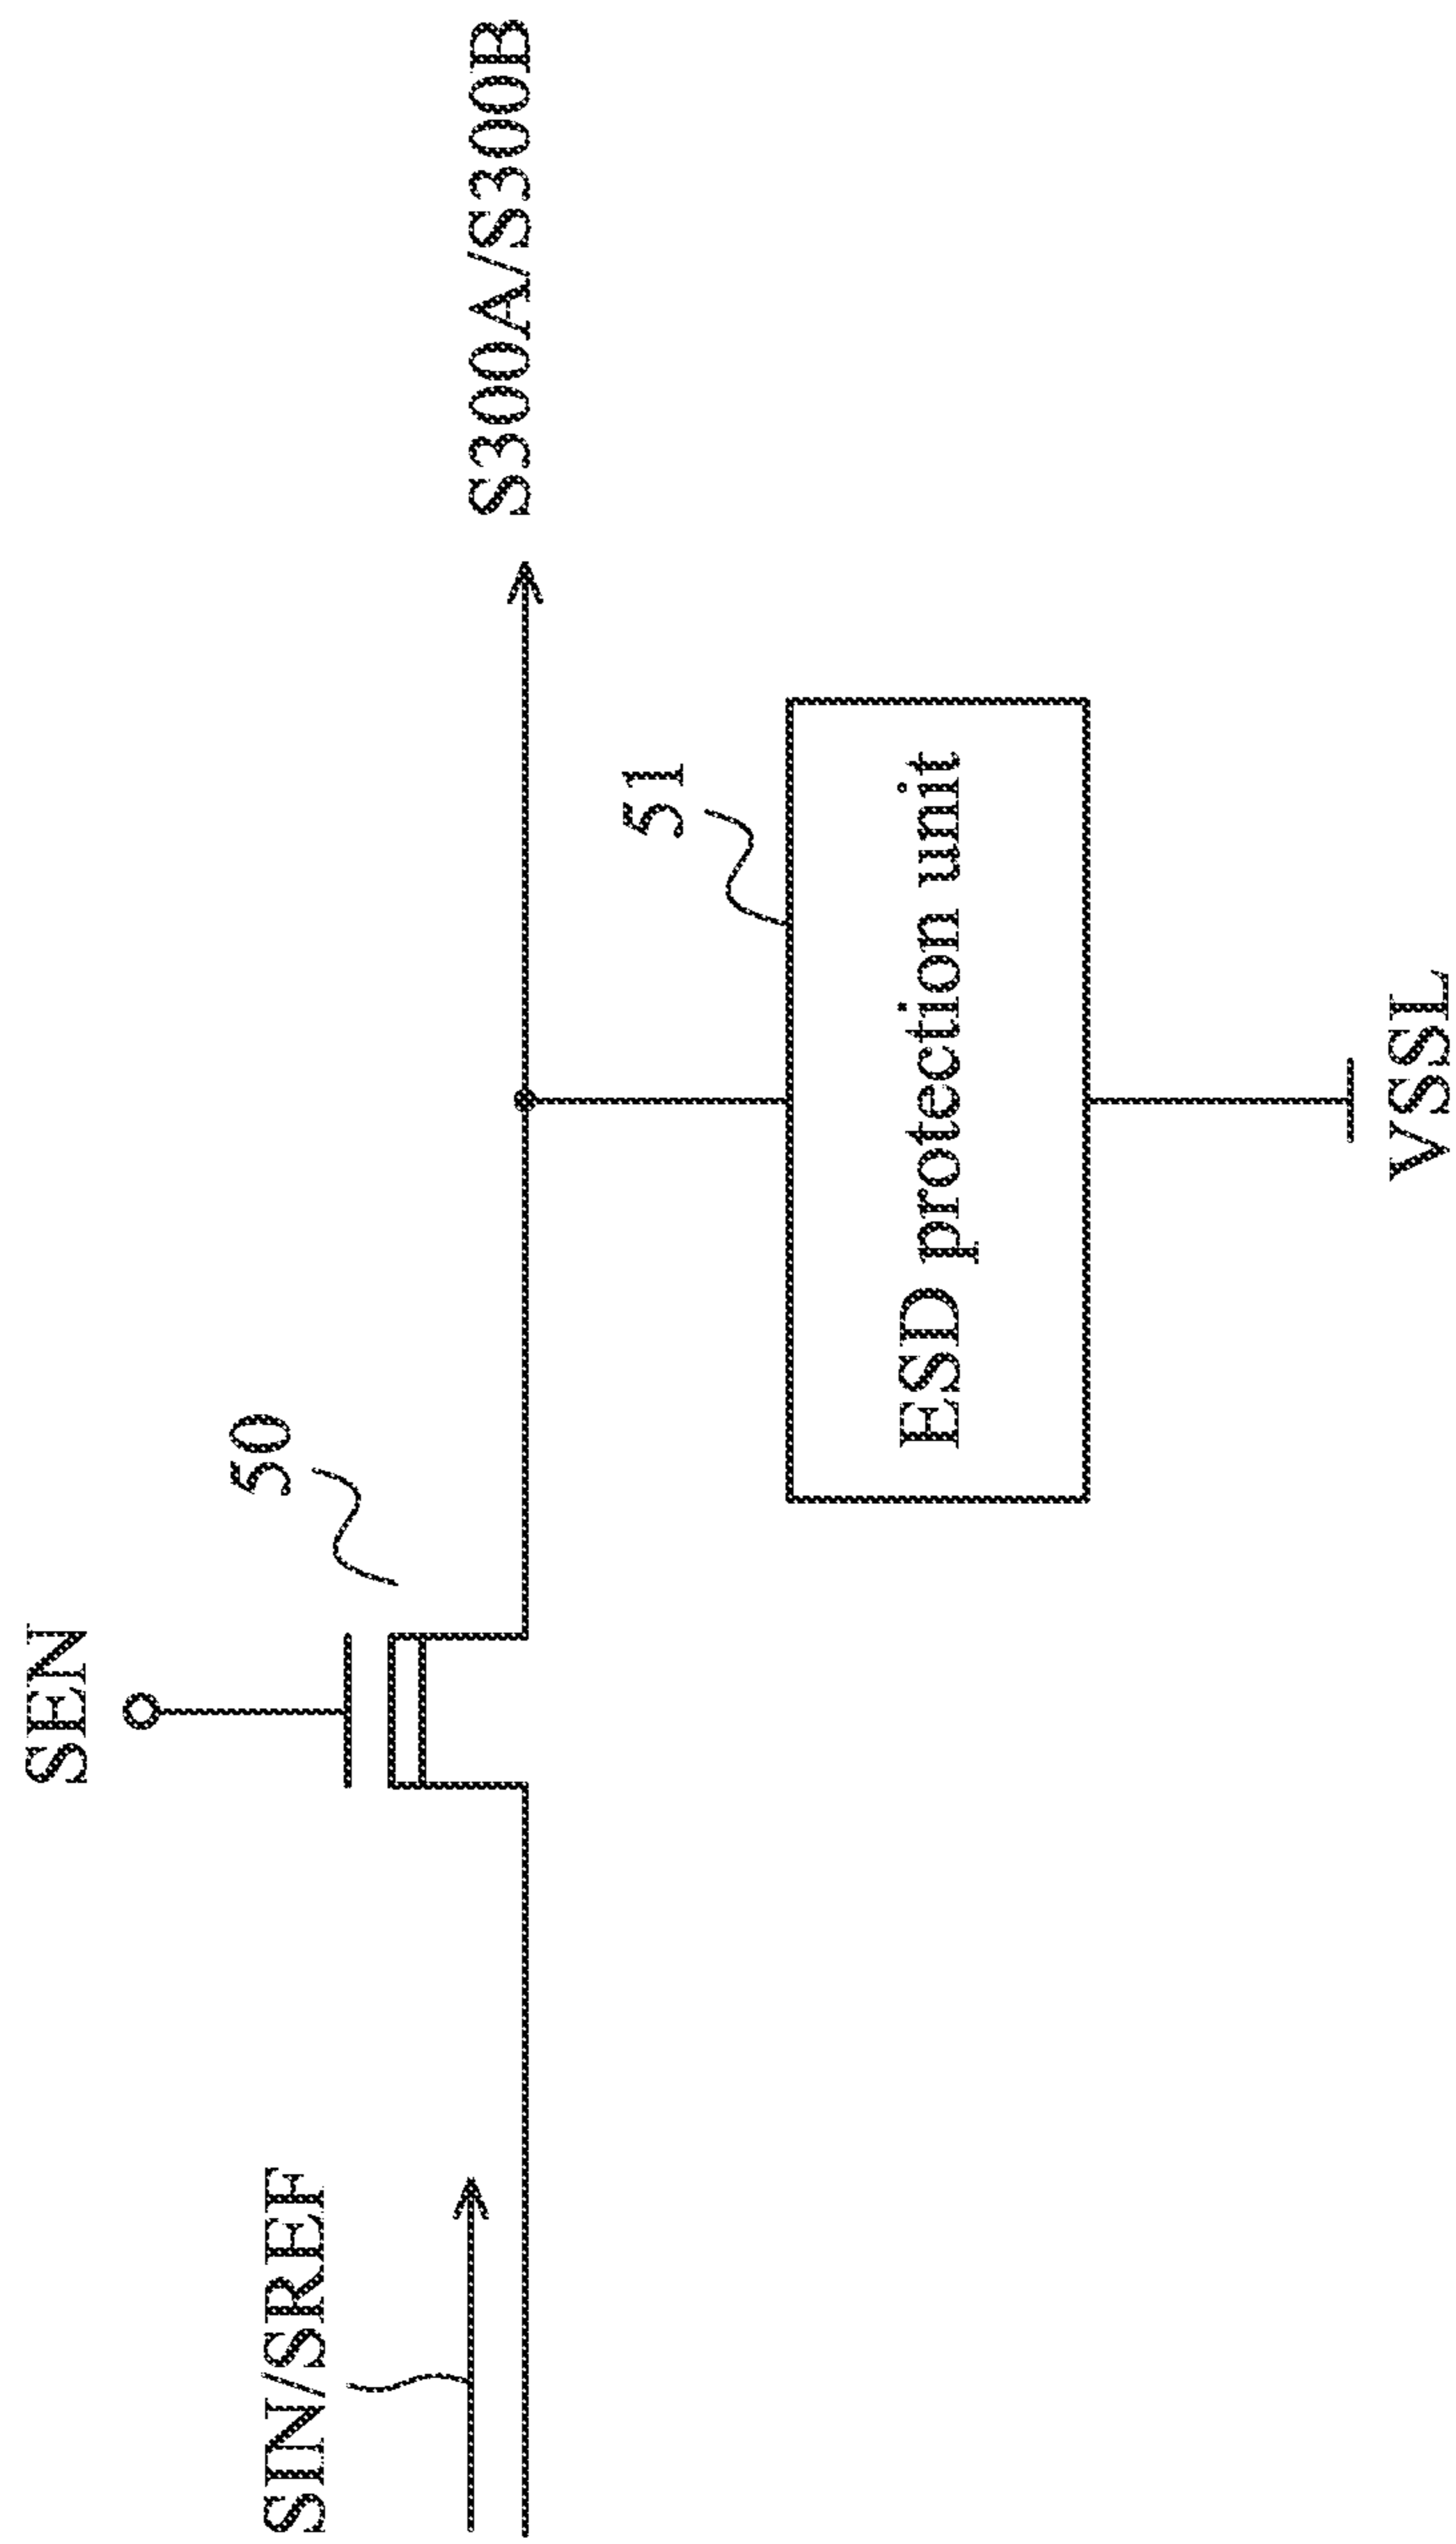 SEN
50
SIN/SREF
S300A/S300B
51
ESD protection unit
VSSL